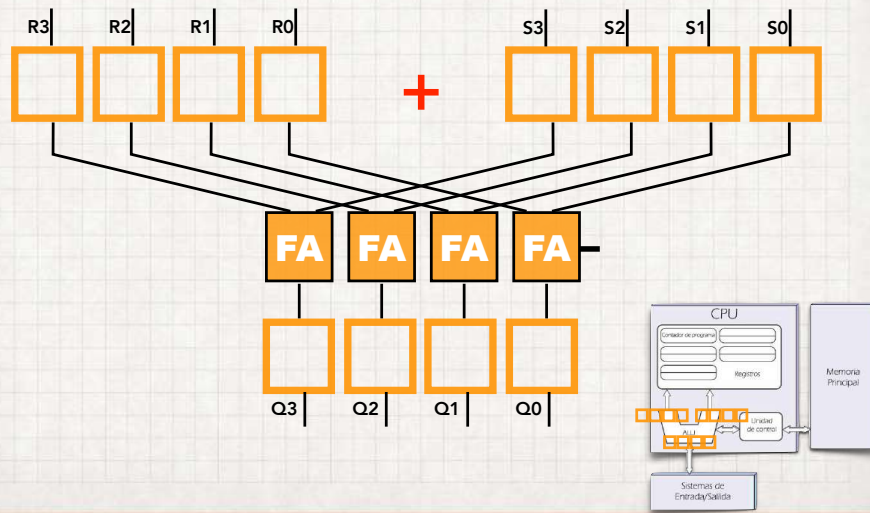 R3 R2 R1 R0 S3 S2 S1 S0
+
FA FA FA FA
Q3 Q2 Q1 Q0
CPU
Contador de programa
Registros
ALU
Unidad
de control
Memoria
Principal
Sistemas de
Entrada/Salida